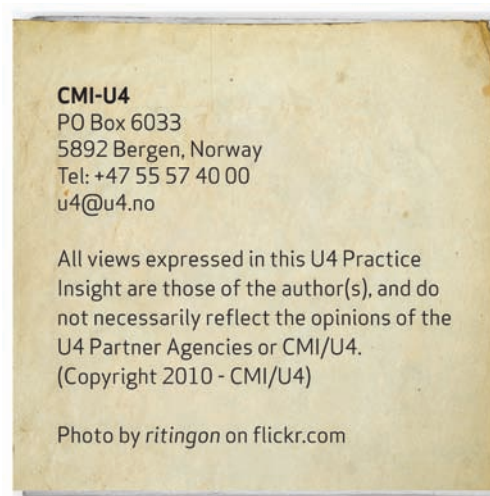 CMI-U4
PO Box 6033
5892 Bergen, Norway
Tel: +47 55 57 40 00
u4@u4.no
All views expressed in this U4 Practice
Insight are those of the author(s), and do
not necessarily reflect the opinions of the
U4 Partner Agencies or CMI/U4.
(Copyright 2010 - CMI/U4)
Photo by ritingon on flickr.com